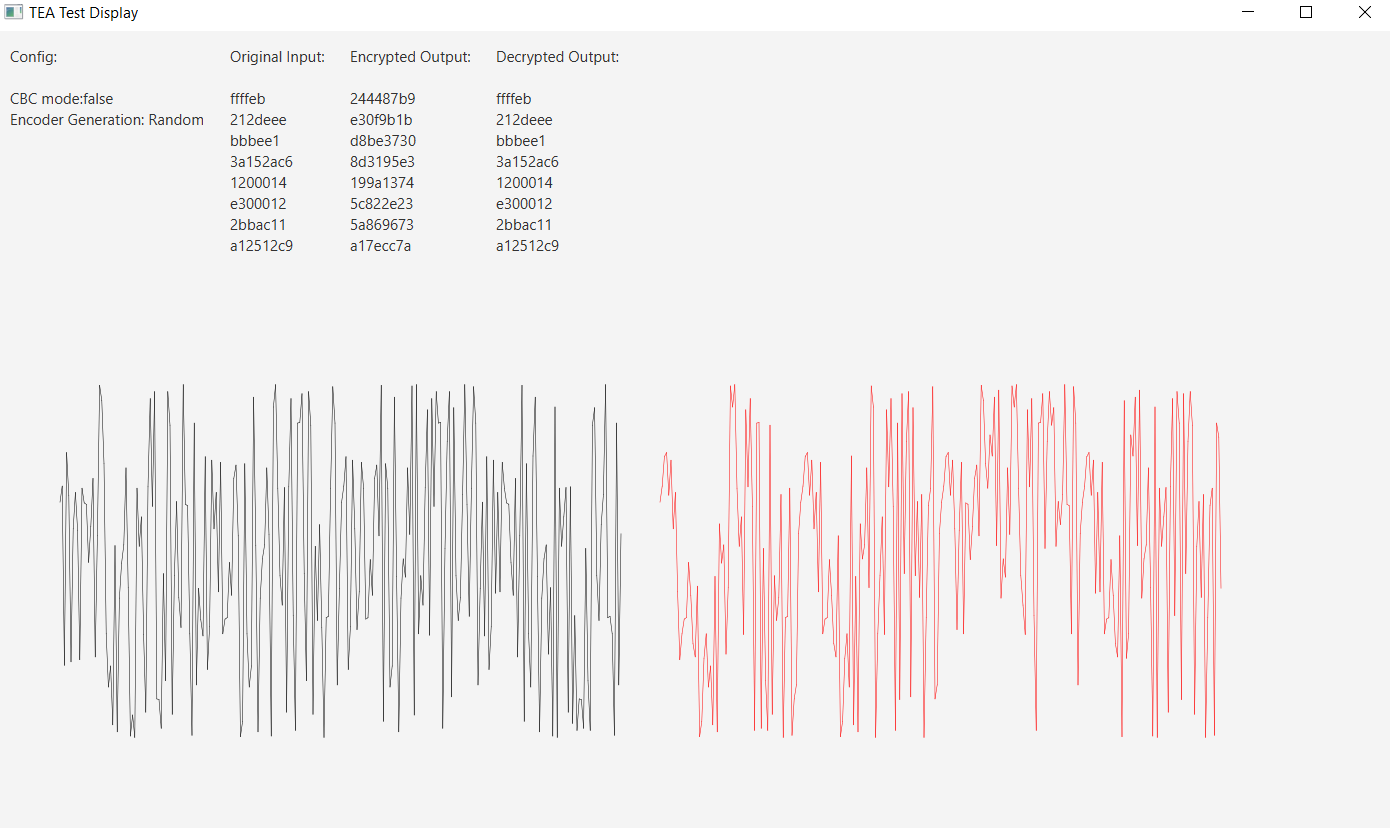 TEA Test Display
Config: Original Input: Encrypted Output: Decrypted Output:
CBC mode:false ffffeb 244487b9 ffffeb
Encoder Generation: Random 212deee e30f9b1b 212deee
bbbee1 d8be3730 bbbee1
3a152ac6 8d3195e3 3a152ac6
1200014 199a1374 1200014
e300012 5c822e23 e300012
2bbac11 5a869673 2bbac11
a12512c9 a17ecc7a a12512c9